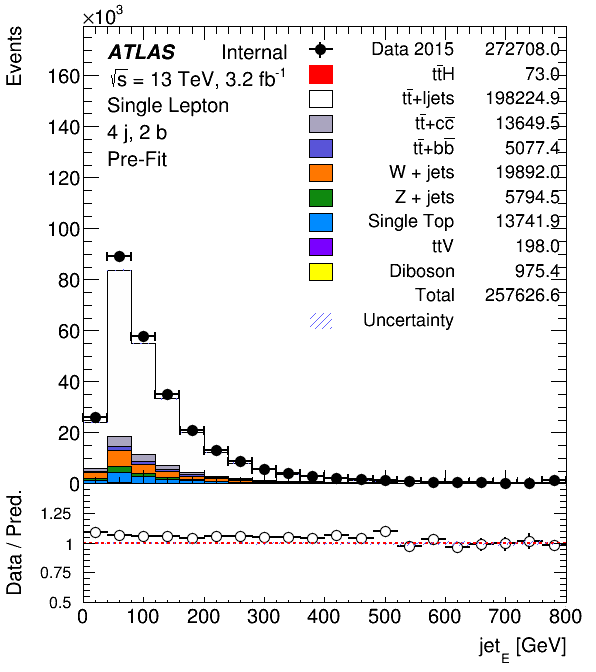 ×10³
Events
160
140
120
100
80
60
40
20
0
ATLAS Internal
√s = 13 TeV, 3.2 fb⁻¹
Single Lepton
4 j, 2 b
Pre-Fit
Data 2015 272708.0
tt̄H 73.0
tt̄+ljets 198224.9
tt̄+cc̄ 13649.5
tt̄+bb̄ 5077.4
W + jets 19892.0
Z + jets 5794.5
Single Top 13741.9
ttV 198.0
Diboson 975.4
Total 257626.6
Uncertainty
Data / Pred.
1.25
1
0.75
0.5
0 100 200 300 400 500 600 700 800
jet_E [GeV]